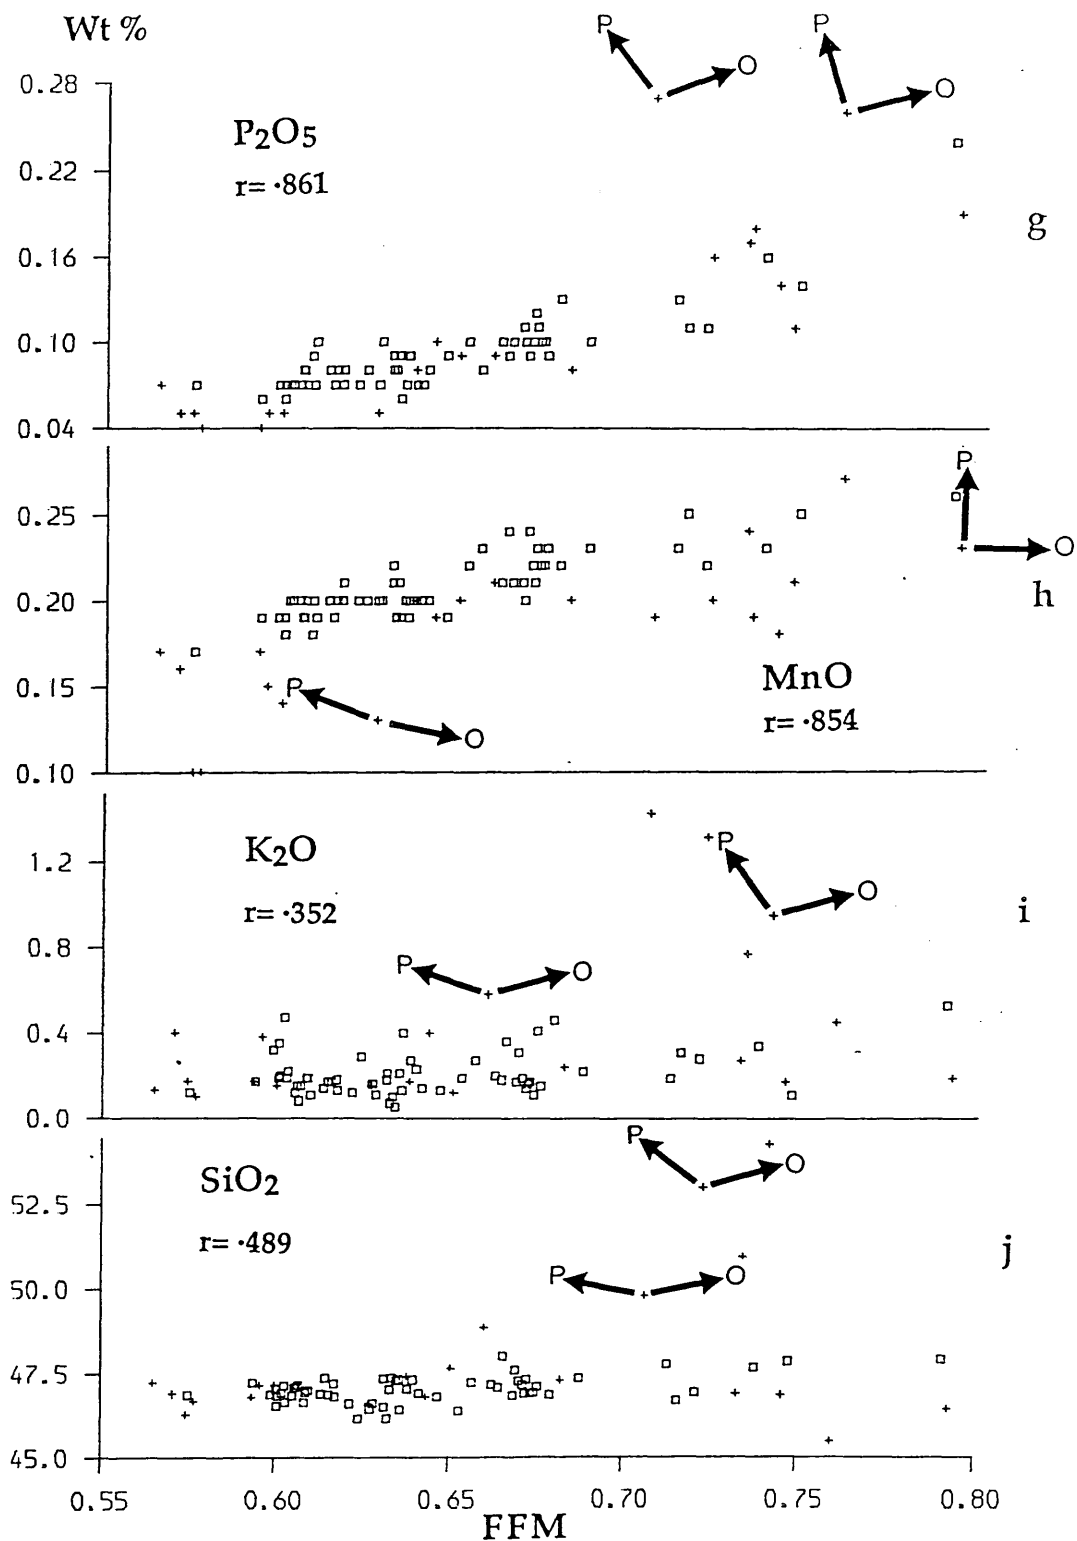 Wt %
P O P O
0.28
P₂O₅
0.22
r= ·861
g
0.16
0.10
0.04
P
0.25
O
h
0.20
MnO
P
0.15
r= ·854
O
0.10
K₂O
P
1.2
O
r= ·352
i
0.8
P O
0.4
0.0
P
SiO₂
O
52.5
r= ·489
j
P O
50.0
47.5
45.0
0.55 0.60 0.65 0.70 0.75 0.80
FFM